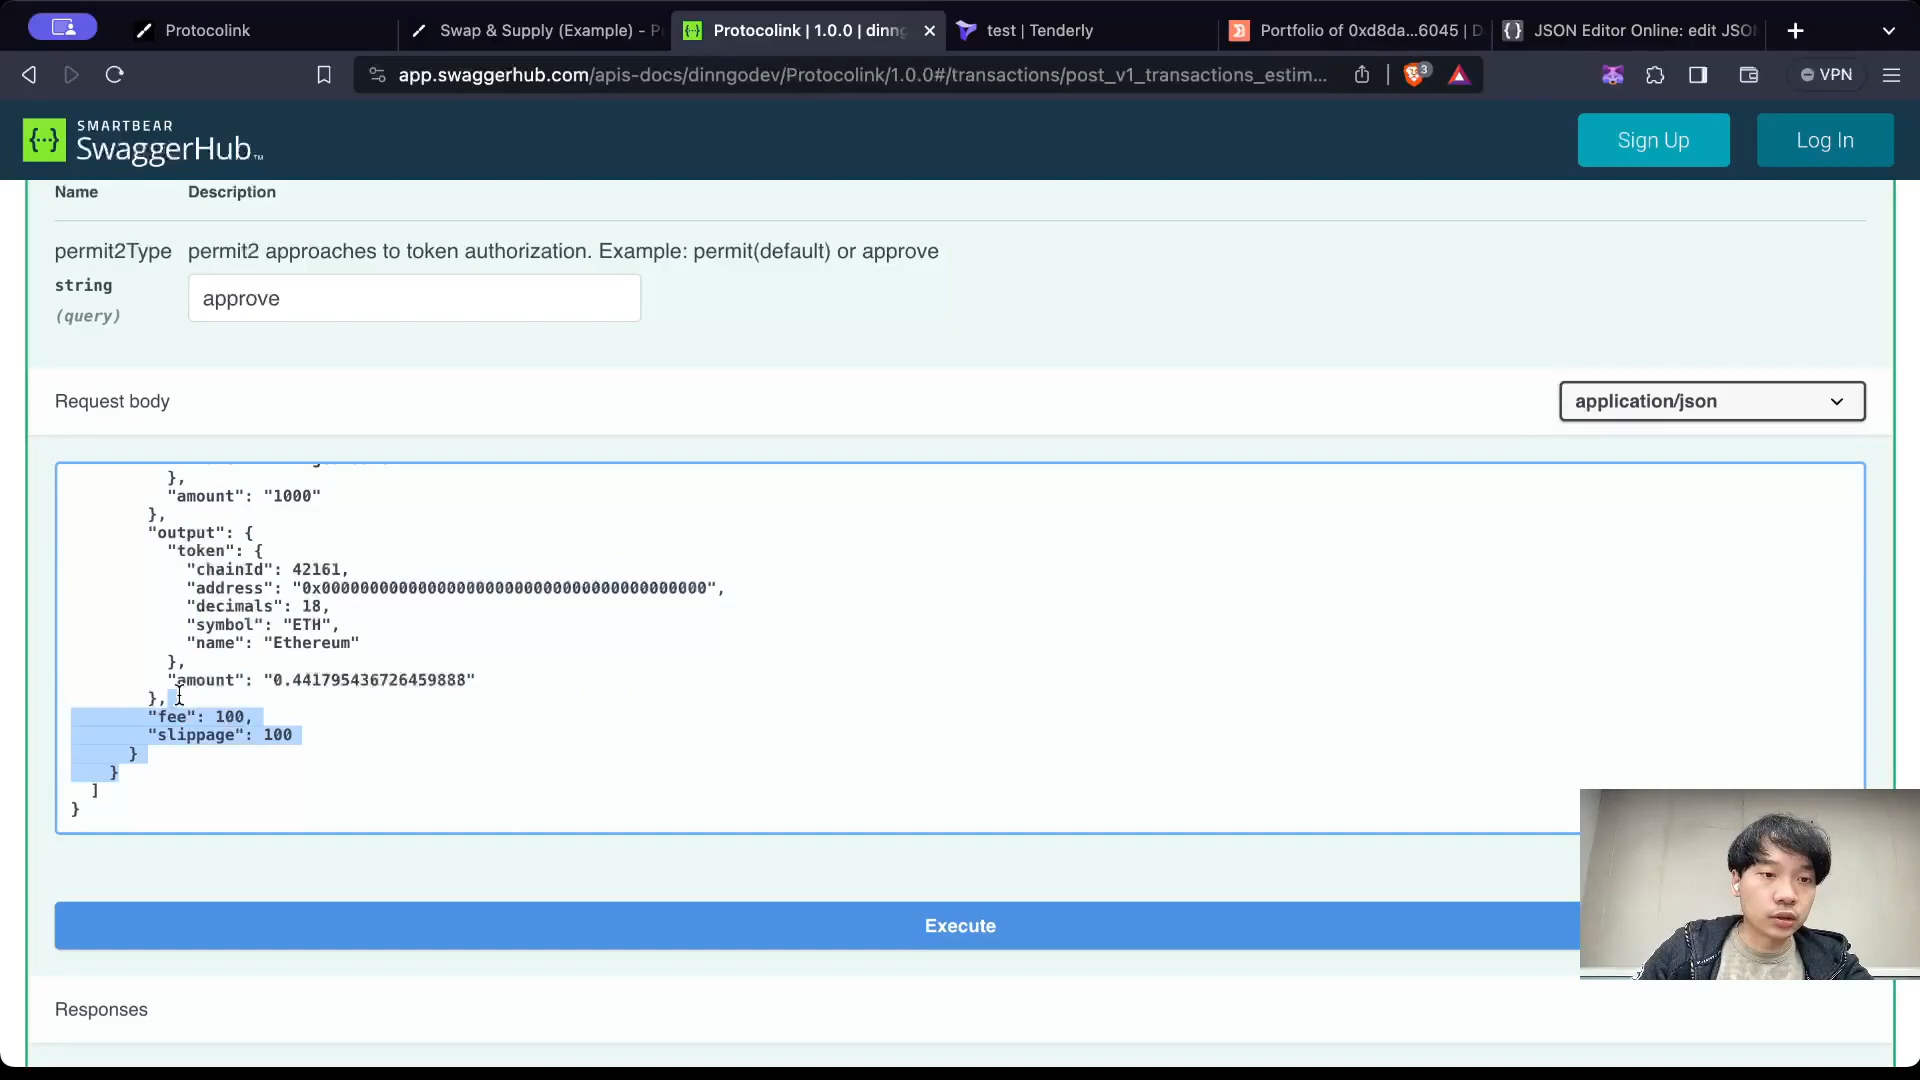 Protocolink
Swap & Supply (Example) - P
Protocolink | 1.0.0 | dinng
test | Tenderly
Portfolio of 0xd8da...6045 | D
JSON Editor Online: edit JSO
app.swaggerhub.com/apis-docs/dinngodev/Protocolink/1.0.0#/transactions/post_v1_transactions_estim...
3
VPN
SMARTBEAR
SwaggerHub™
Sign Up
Log In
Name
Description
permit2Type
permit2 approaches to token authorization. Example: permit(default) or approve
string
(query)
approve
Request body
application/json
},
"amount": "1000"
},
"output": {
"token": {
"chainId": 42161,
"address": "0x0000000000000000000000000000000000000000",
"decimals": 18,
"symbol": "ETH",
"name": "Ethereum"
},
"amount": "0.441795436726459888"
},
"fee": 100,
"slippage": 100
}
}
]
}
Execute
Responses